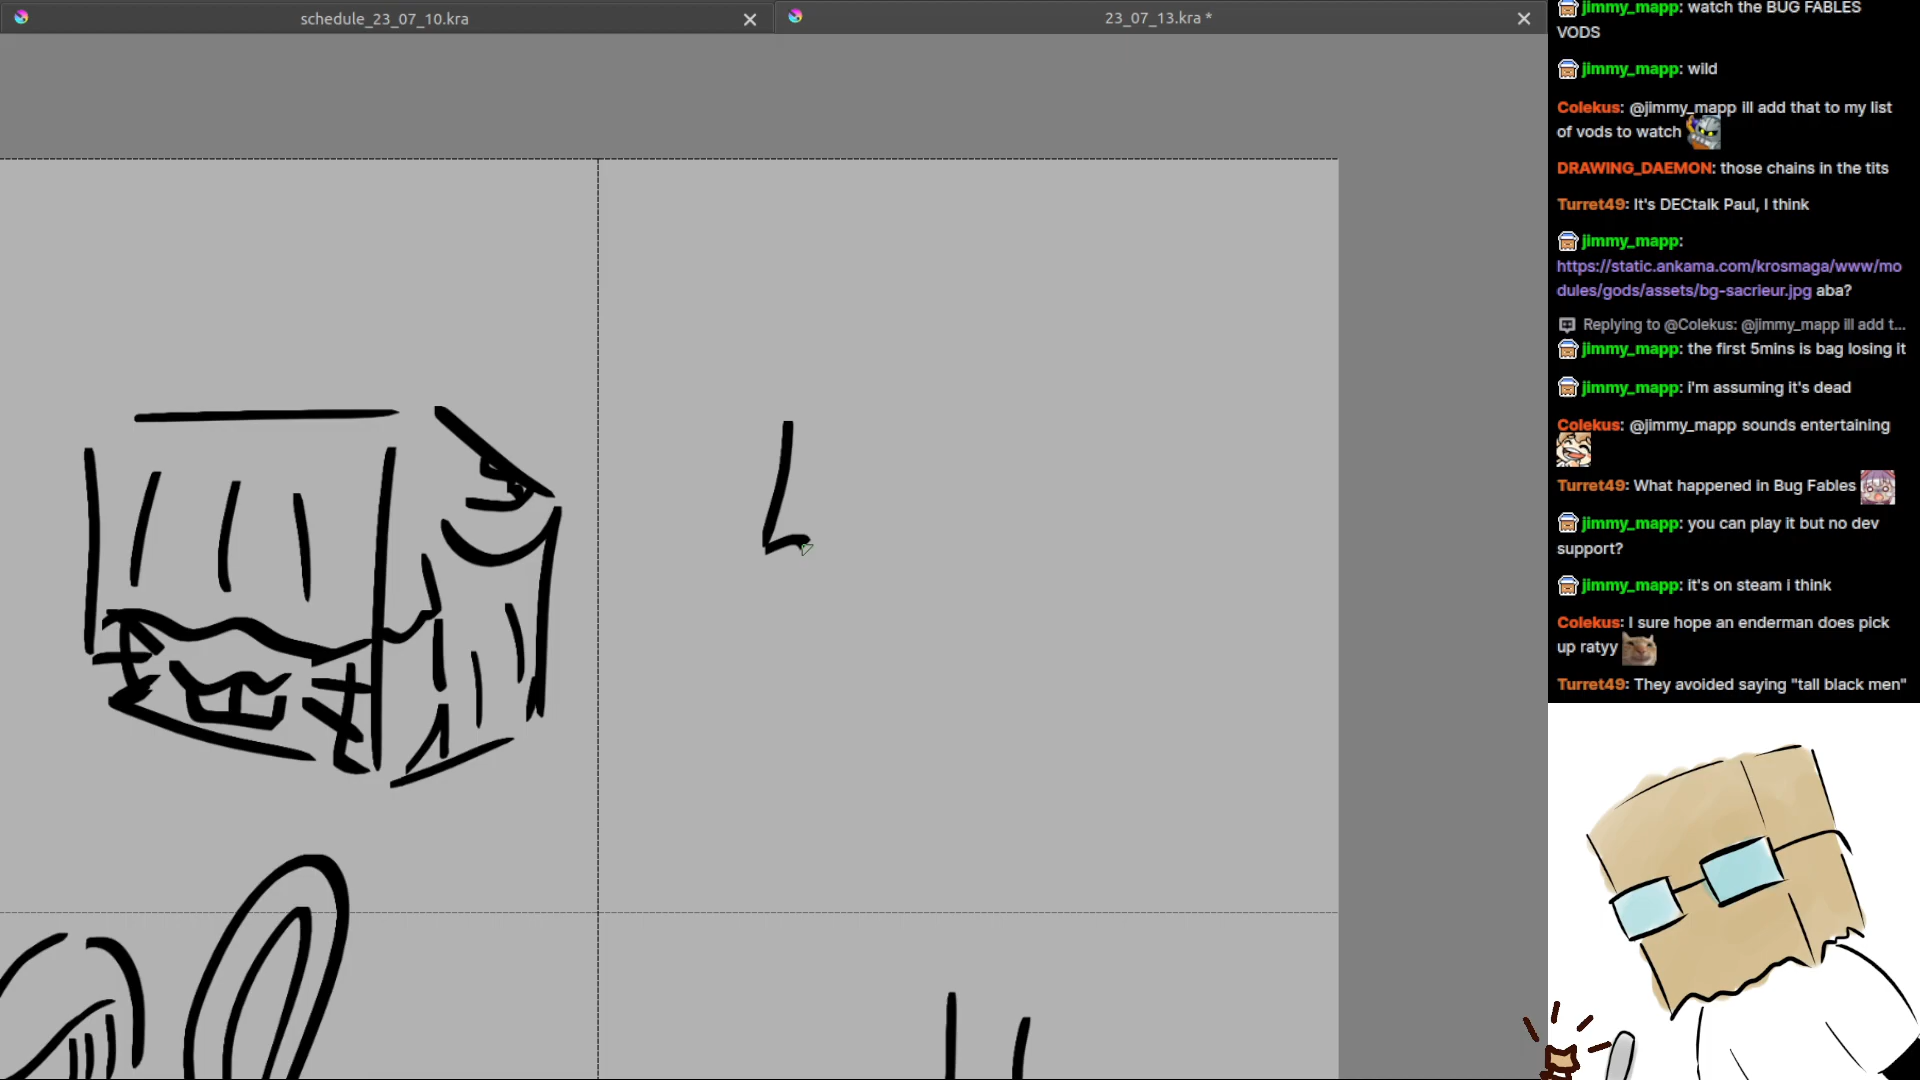 schedule_23_07_10.kra
23_07_13.kra *
jimmy_mapp: watch the BUG FABLES
VODS
jimmy_mapp: wild
Colekus: @jimmy_mapp ill add that to my list
of vods to watch
DRAWING_DAEMON: those chains in the tits
Turret49: It's DECtalk Paul, I think
jimmy_mapp:
https://static.ankama.com/krosmaga/www/mo
dules/gods/assets/bg-sacrieur.jpg aba?
Replying to @Colekus: @jimmy_mapp ill add t...
jimmy_mapp: the first 5mins is bag losing it
jimmy_mapp: i'm assuming it's dead
Colekus: @jimmy_mapp sounds entertaining
Turret49: What happened in Bug Fables
jimmy_mapp: you can play it but no dev
support?
jimmy_mapp: it's on steam i think
Colekus: I sure hope an enderman does pick
up ratyy
Turret49: They avoided saying "tall black men"